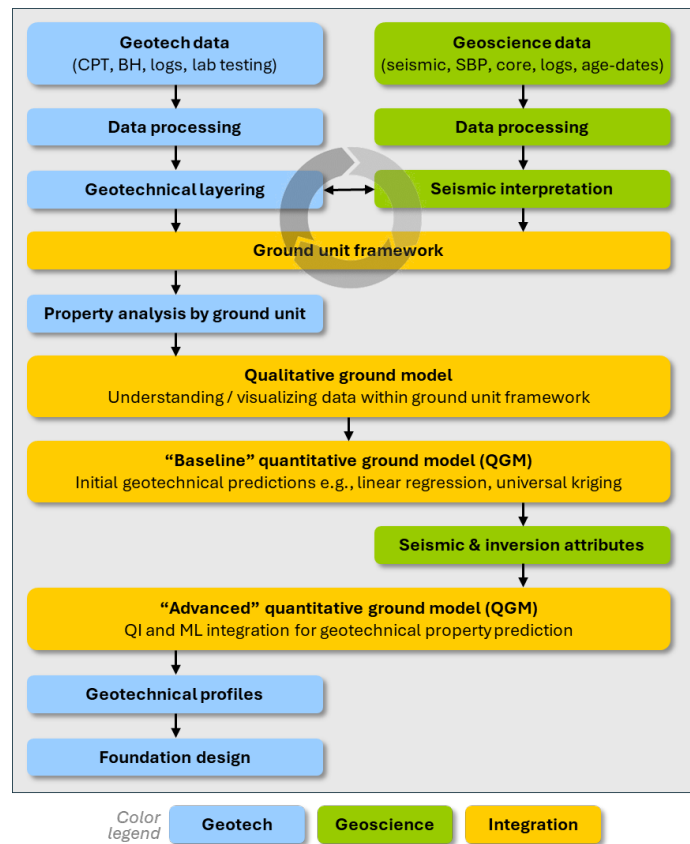 Geotech data
(CPT, BH, logs, lab testing)
Geoscience data
(seismic, SBP, core, logs, age-dates)
Data processing
Data processing
Geotechnical layering
Seismic interpretation
Ground unit framework
Property analysis by ground unit
Qualitative ground model
Understanding / visualizing data within ground unit framework
“Baseline” quantitative ground model (QGM)
Initial geotechnical predictions e.g., linear regression, universal kriging
Seismic & inversion attributes
“Advanced” quantitative ground model (QGM)
QI and ML integration for geotechnical property prediction
Geotechnical profiles
Foundation design
Color
legend
Geotech
Geoscience
Integration